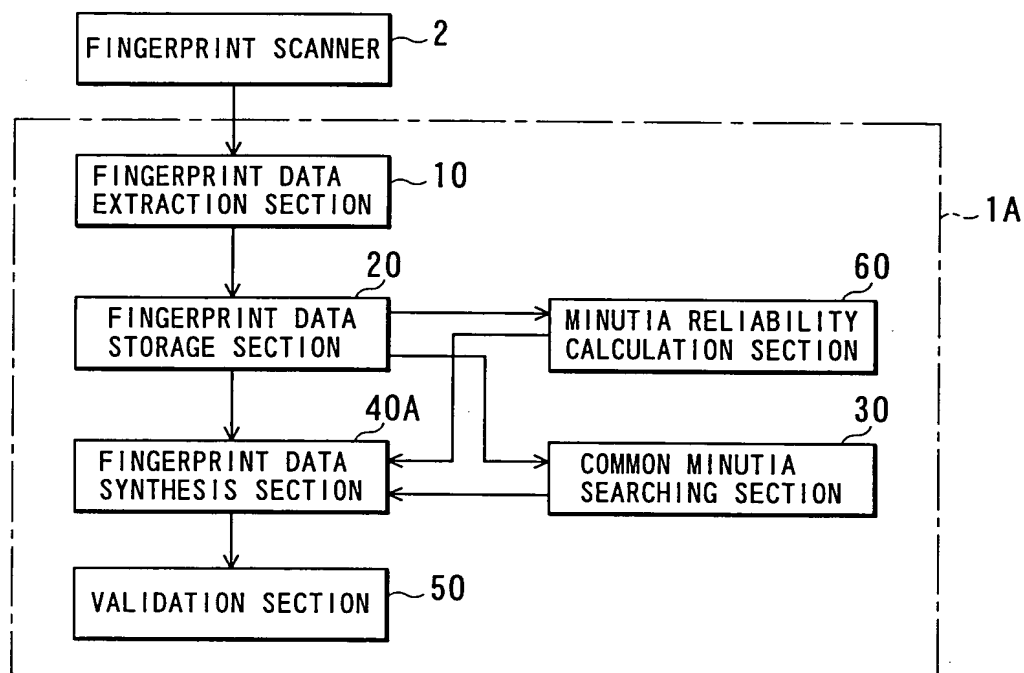 FINGERPRINT SCANNER
2
FINGERPRINT DATA
EXTRACTION SECTION
10
1A
20
FINGERPRINT DATA
STORAGE SECTION
60
MINUTIA RELIABILITY
CALCULATION SECTION
40A
FINGERPRINT DATA
SYNTHESIS SECTION
30
COMMON MINUTIA
SEARCHING SECTION
VALIDATION SECTION
50